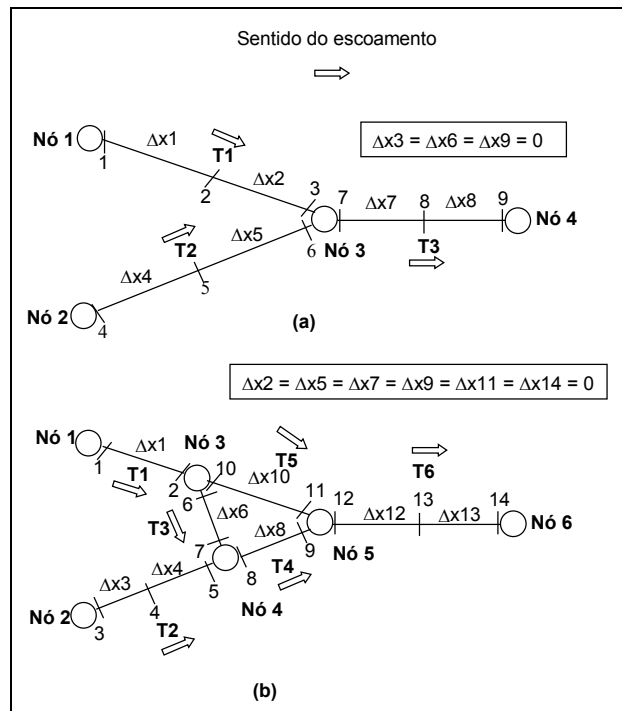 Sentido do escoamento
Nó 1
1
Δx1
T1
2
Δx2
3
Δx3 = Δx6 = Δx9 = 0
7
Δx7
8
Δx8
9
Nó 4
T3
Nó 3
6
Δx5
T2
5
Δx4
Nó 2
4
(a)
Δx2 = Δx5 = Δx7 = Δx9 = Δx11 = Δx14 = 0
Nó 1
1
Δx1
T1
2
Nó 3
10
6
Δx10
T5
11
T6
12
Δx12
13
Δx13
14
Nó 6
Nó 5
T3
Δx6
7
Δx8
9
T4
8
Nó 4
Nó 2
3
Δx3
4
Δx4
5
T2
(b)